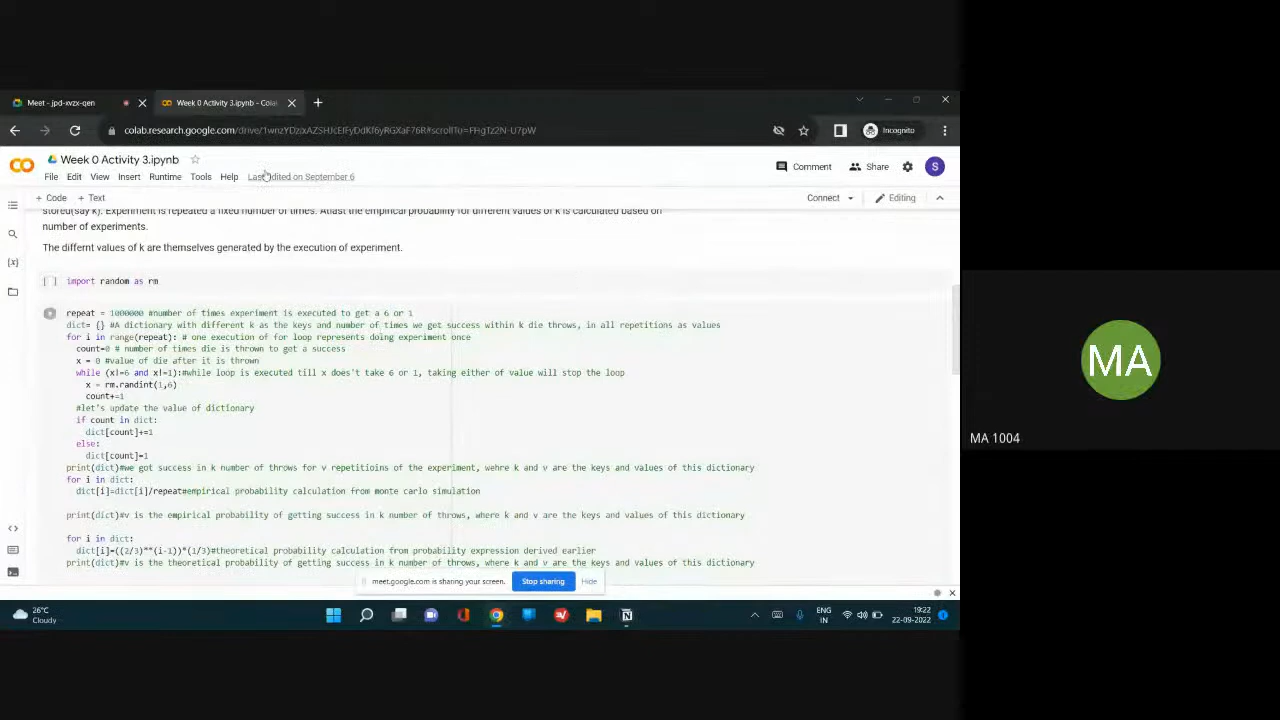 Meet - jpd-xvzx-qen
Week 0 Activity 3.ipynb - Colab
Incognito
Week 0 Activity 3.ipynb
File Edit View Insert Runtime Tools Help Last edited on September 6
Comment Share S
+ Code + Text
Connect Editing
stored(say k). Experiment is repeated a fixed number of times. Atlast the empirical probability for different values of k is calculated based on
number of experiments.
The differnt values of k are themselves generated by the execution of experiment.
[ ] import random as rm
repeat = 1000000 #number of times experiment is executed to get a 6 or 1
dict= {} #A dictionary with different k as the keys and number of times we get success within k die throws, in all repetitions as values
for i in range(repeat): # one execution of for loop represents doing experiment once
count=0 # number of times die is thrown to get a success
x = 0 #value of die after it is thrown
while (x!=6 and x!=1):#while loop is executed till x does't take 6 or 1, taking either of value will stop the loop
x = rm.randint(1,6)
count+=1
#let's update the value of dictionary
if count in dict:
dict[count]+=1
else:
dict[count]=1
print(dict)#we got success in k number of throws for v repetitioins of the experiment, wehre k and v are the keys and values of this dictionary
for i in dict:
dict[i]=dict[i]/repeat#empirical probability calculation from monte carlo simulation
print(dict)#v is the empirical probability of getting success in k number of throws, where k and v are the keys and values of this dictionary
for i in dict:
dict[i]=((2/3)**(i-1))*(1/3)#theoretical probability calculation from probability expression derived earlier
print(dict)#v is the theoretical probability of getting success in k number of throws, where k and v are the keys and values of this dictionary
meet.google.com is sharing your screen. Stop sharing Hide
26°C
Cloudy
ENG
IN
19:22
22-09-2022
MA
MA 1004